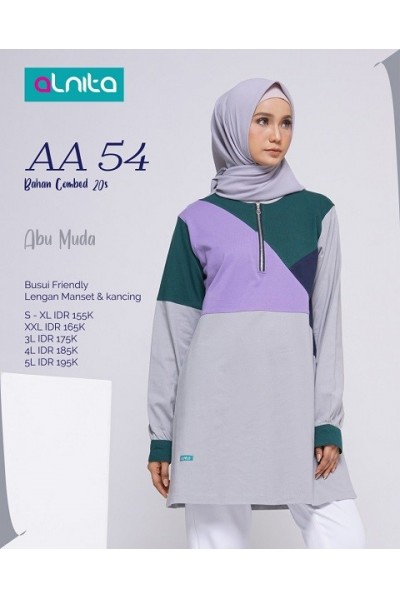 alnita
AA 54
Bahan Combed 20s
Abu Muda
Busui Friendly
Lengan Manset & kancing
S - XL IDR 155K
XXL IDR 165K
3L IDR 175K
4L IDR 185K
5L IDR 195K
alnita